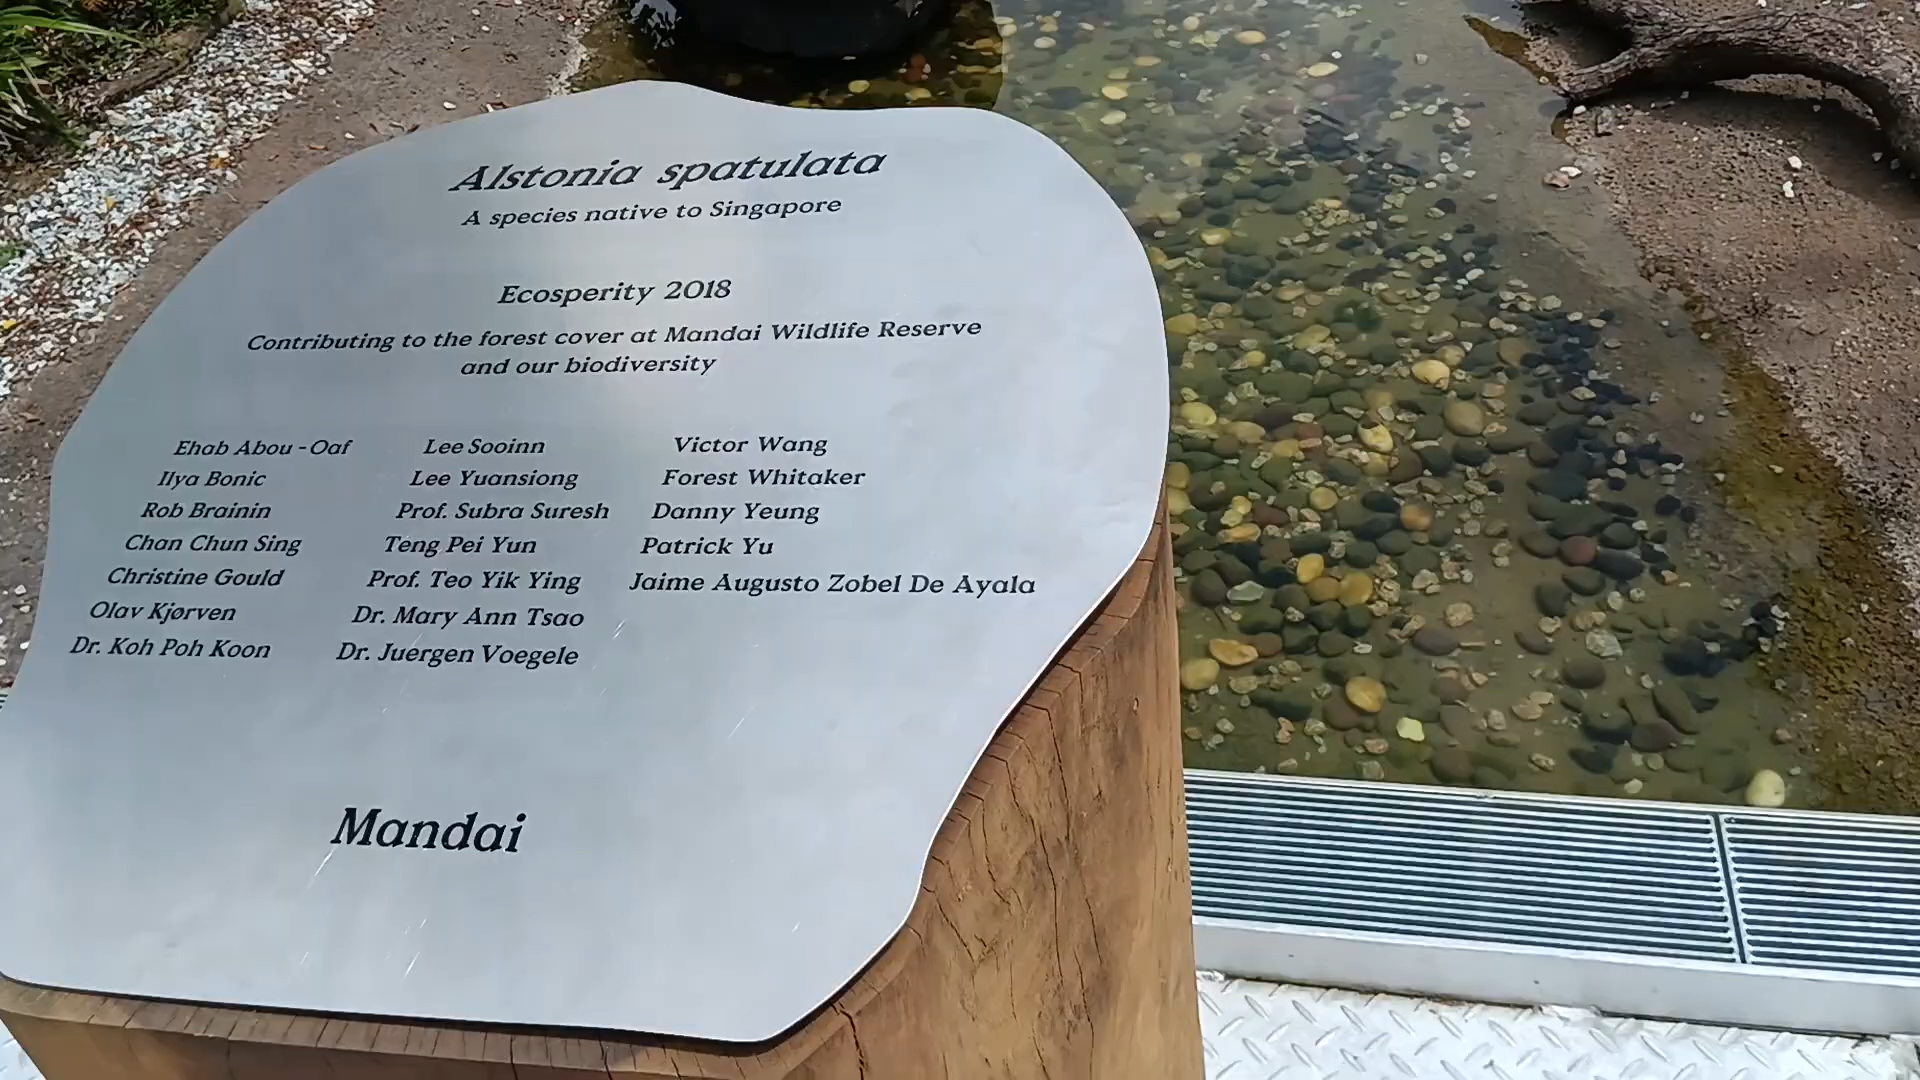 Alstonia spatulata
A species native to Singapore
Ecosperity 2018
Contributing to the forest cover at Mandai Wildlife Reserve
and our biodiversity
Ehab Abou-Oaf
Ilya Bonic
Rob Brainin
Chan Chun Sing
Christine Gould
Olav Kjørven
Dr. Koh Poh Koon
Lee Sooinn
Lee Yuansiong
Prof. Subra Suresh
Teng Pei Yun
Prof. Teo Yik Ying
Dr. Mary Ann Tsao
Dr. Juergen Voegele
Victor Wang
Forest Whitaker
Danny Yeung
Patrick Yu
Jaime Augusto Zobel De Ayala
Mandai